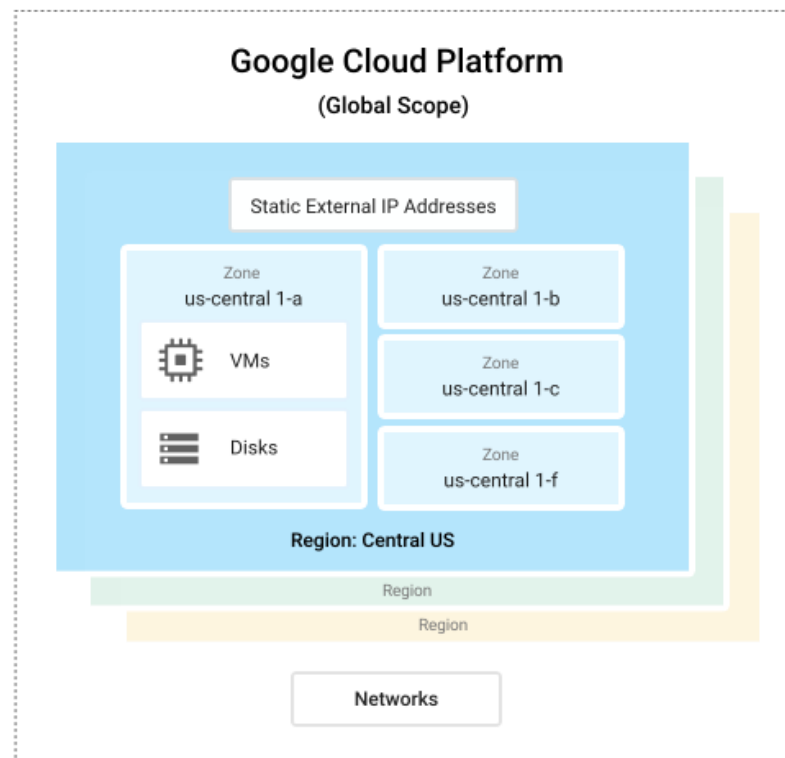 Google Cloud Platform
(Global Scope)
Static External IP Addresses
Zone
us-central 1-a
VMs
Disks
Zone
us-central 1-b
Zone
us-central 1-c
Zone
us-central 1-f
Region: Central US
Region
Region
Networks